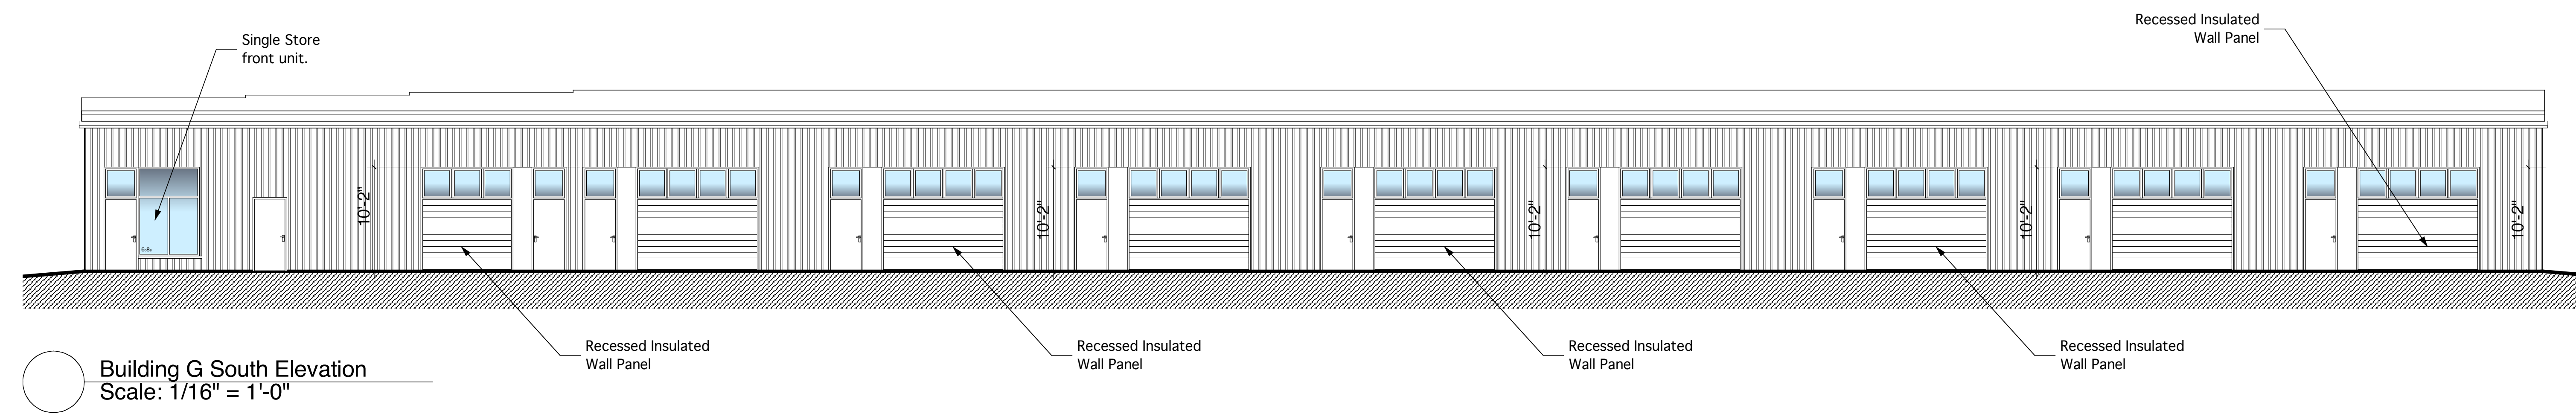 Single Store
front unit.
Recessed Insulated
Wall Panel
10'-2"
10'-2"
10'-2"
10'-2"
10'-2"
Recessed Insulated
Wall Panel
Recessed Insulated
Wall Panel
Recessed Insulated
Wall Panel
Recessed Insulated
Wall Panel
Building G South Elevation
Scale: 1/16" = 1'-0"